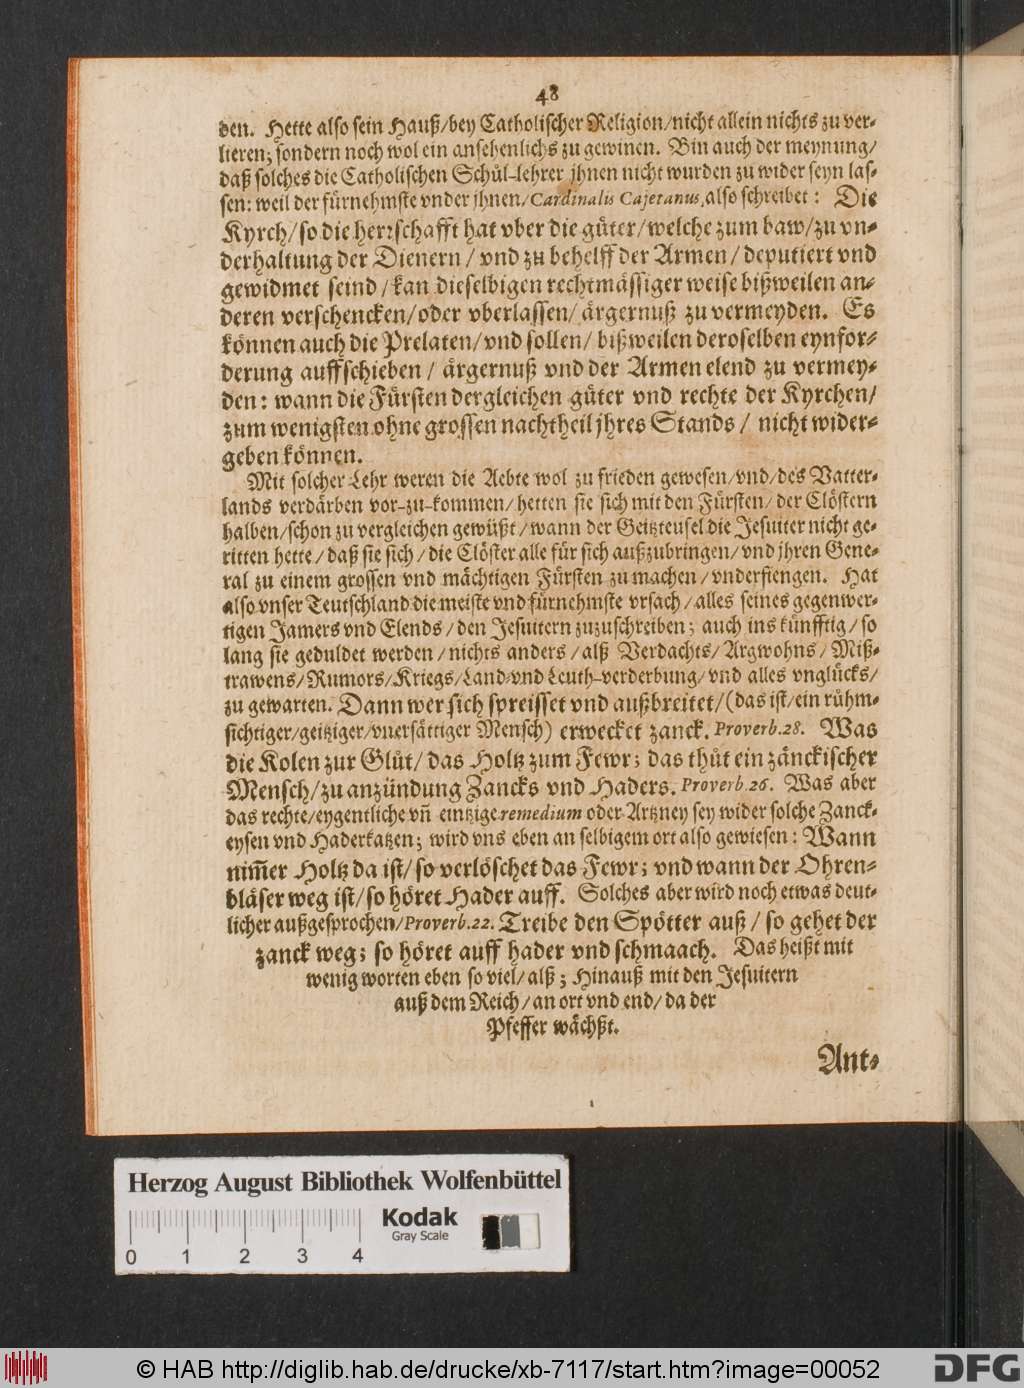 48
den. Hette also sein Hauß/bey Catholischer Religion/nicht allein nichts zu ver-
lieren; sondern noch wol ein ansehenlichs zu gewinen. Bin auch der meynung/
daß solches die Catholischen Schůl-lehrer jhnen nicht wurden zu wider seyn las-
sen: weil der fürnehmste vnder jhnen/Cardinalis Cajetanus,also schreibet: Die
Kyrch/so die herrschafft hat vber die gůter/welche zum baw/zu vn-
derhaltung der Dienern/vnd zu behelff der Armen/deputiert vnd
gewidmet seind/kan dieselbigen rechtmässiger weise bißweilen an-
deren verschencken/oder vberlassen/ärgernuß zu vermeyden. Es
können auch die Prelaten/vnd sollen/bißweilen deroselben eynfor-
derung auffschieben/ärgernuß vnd der Armen elend zu vermey-
den: wann die Fürsten dergleichen gůter vnd rechte der Kyrchen/
zum wenigsten ohne grossen nachtheil jhres Stands/nicht wider-
geben können.
Mit solcher Lehr weren die Aebte wol zu frieden gewesen/vnd/des Vatter-
lands verdärben vor-zu-kommen/hetten sie sich mit den Fürsten/der Clöstern
halben/schon zu vergleichen gewüßt/wann der Geitzteufel die Jesuiter nicht ge-
ritten hette/daß sie sich/die Clöster alle für sich außzubringen/vnd jhren Gene-
ral zu einem grossen vnd mächtigen Fürsten zu machen/vnderfiengen. Hat
also vnser Teutschland die meiste vnd fürnehmste vrsach/alles seines gegenwer-
tigen Jamers vnd Elends/den Jesuitern zuzuschreiben; auch ins künfftig/so
lang sie geduldet werden/nichts anders/alß Verdachts/Argwohns/Miß-
trawens/Rumors/Kriegs/Land-vnd Leuth-verderbung/vnd alles vnglücks/
zu gewarten. Dann wer sich spreisset vnd außbreitet/(das ist/ein rühm-
sichtiger/geitziger/vnersättiger Mensch) erwecket zanck. Proverb.28. Was
die Kolen zur Glůt/das Holtz zum Fewr; das thůt ein zänckischer
Mensch/zu anzündung Zancks vnd Haders. Proverb.26. Was aber
das rechte/eygentliche vñ eintzige remedium oder Artzney sey wider solche Zanck-
eysen vnd Haderkatzen; wird vns eben an selbigem ort also gewiesen: Wann
nim̃er Holtz da ist/so verlöschet das Fewr; vnd wann der Ohren-
bläser weg ist/so höret Hader auff. Solches aber wird noch etwas deut-
licher außgesprochen/Proverb.22. Treibe den Spötter auß/so gehet der
zanck weg; so höret auff hader vnd schmaach. Das heißt mit
wenig worten eben so viel/alß; Hinauß mit den Jesuitern
auß dem Reich/an ort vnd end/da der
Pfeffer wächßt.
Ant-
Herzog August Bibliothek Wolfenbüttel
Kodak
Gray Scale
0 1 2 3 4
© HAB http://diglib.hab.de/drucke/xb-7117/start.htm?image=00052
DFG